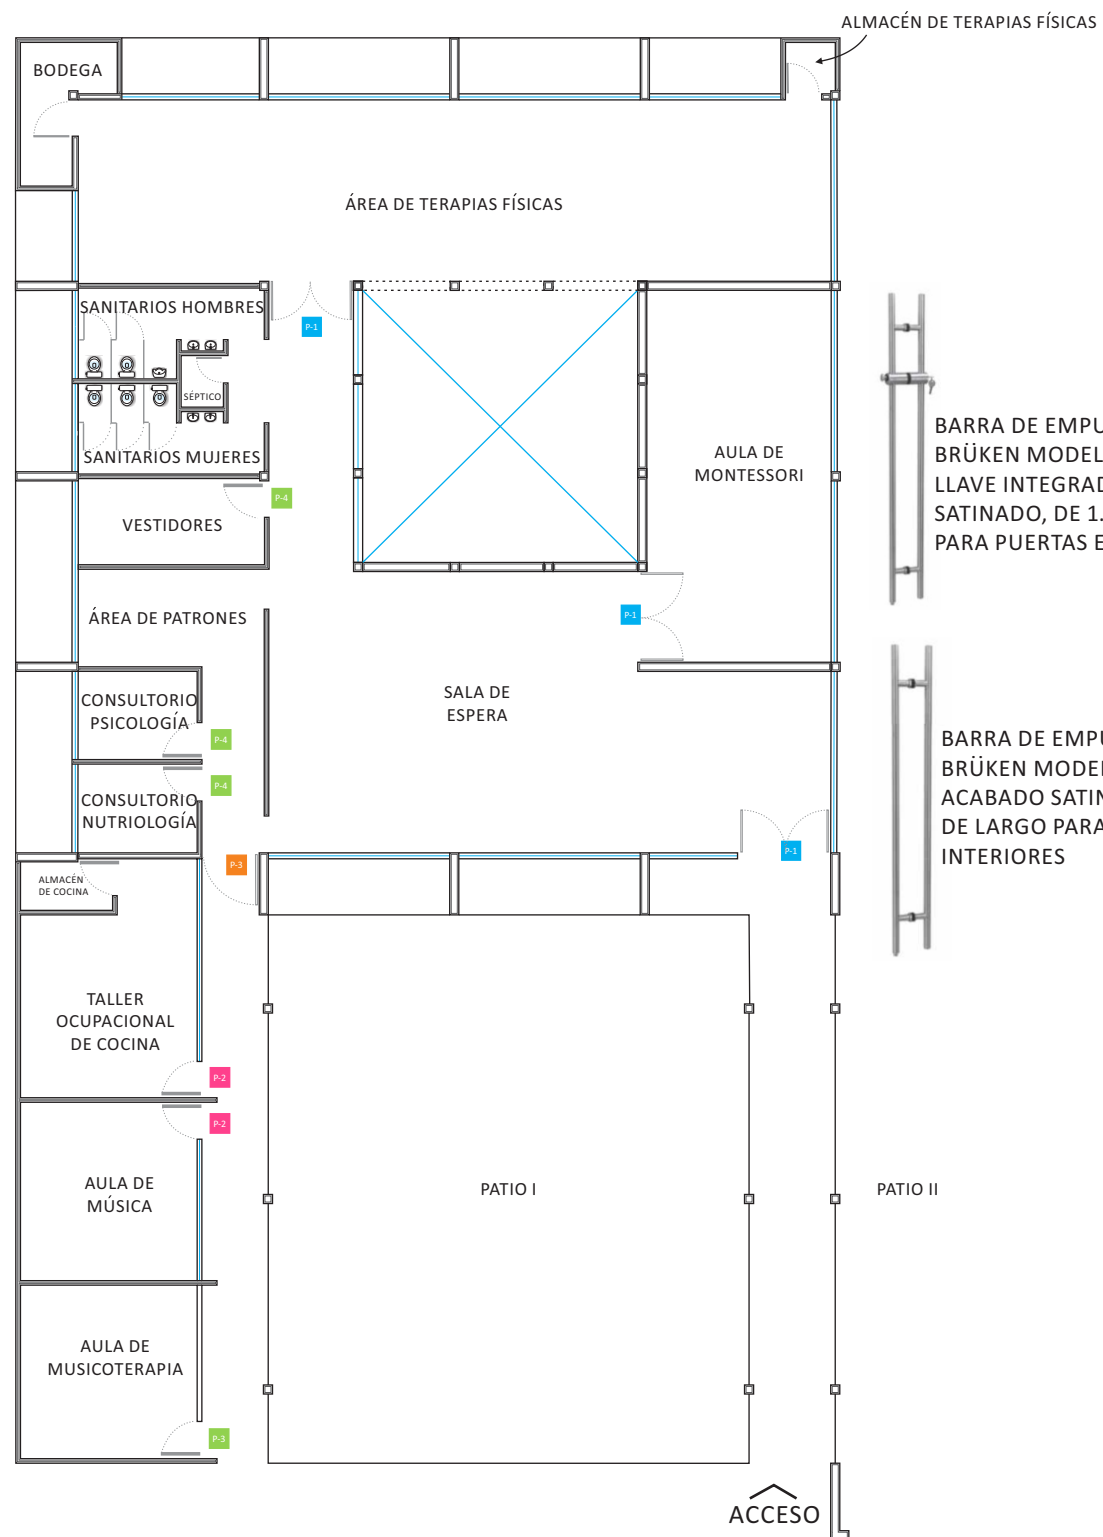 ALMACÉN DE TERAPIAS FÍSICAS
BODEGA
ÁREA DE TERAPIAS FÍSICAS
SANITARIOS HOMBRES
P-1
SÉPTICO
SANITARIOS MUJERES
P-4
VESTIDORES
AULA DE
MONTESSORI
BARRA DE EMPU
BRÜKEN MODEL
LLAVE INTEGRAD
SATINADO, DE 1.
PARA PUERTAS E
ÁREA DE PATRONES
P-1
CONSULTORIO
PSICOLOGÍA
P-4
SALA DE
ESPERA
BARRA DE EMPU
BRÜKEN MODEL
ACABADO SATIN
DE LARGO PARA
INTERIORES
P-4
CONSULTORIO
NUTRIOLOGÍA
P-1
P-3
ALMACÉN
DE COCINA
TALLER
OCUPACIONAL
DE COCINA
P-2
P-2
AULA DE
MÚSICA
PATIO I
PATIO II
AULA DE
MUSICOTERAPIA
P-3
ACCESO